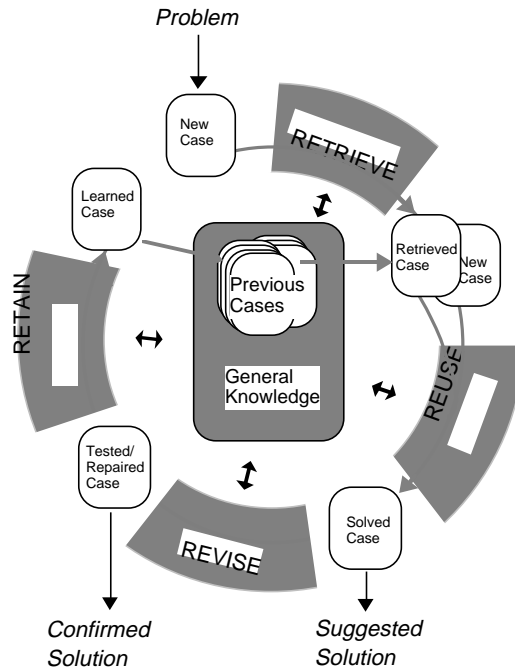 Problem
New
Case
RETRIEVE
Learned
Case
Retrieved
Case
New
Case
Previous
Cases
RETAIN
General
Knowledge
REUSE
Tested/
Repaired
Case
REVISE
Solved
Case
Confirmed
Solution
Suggested
Solution